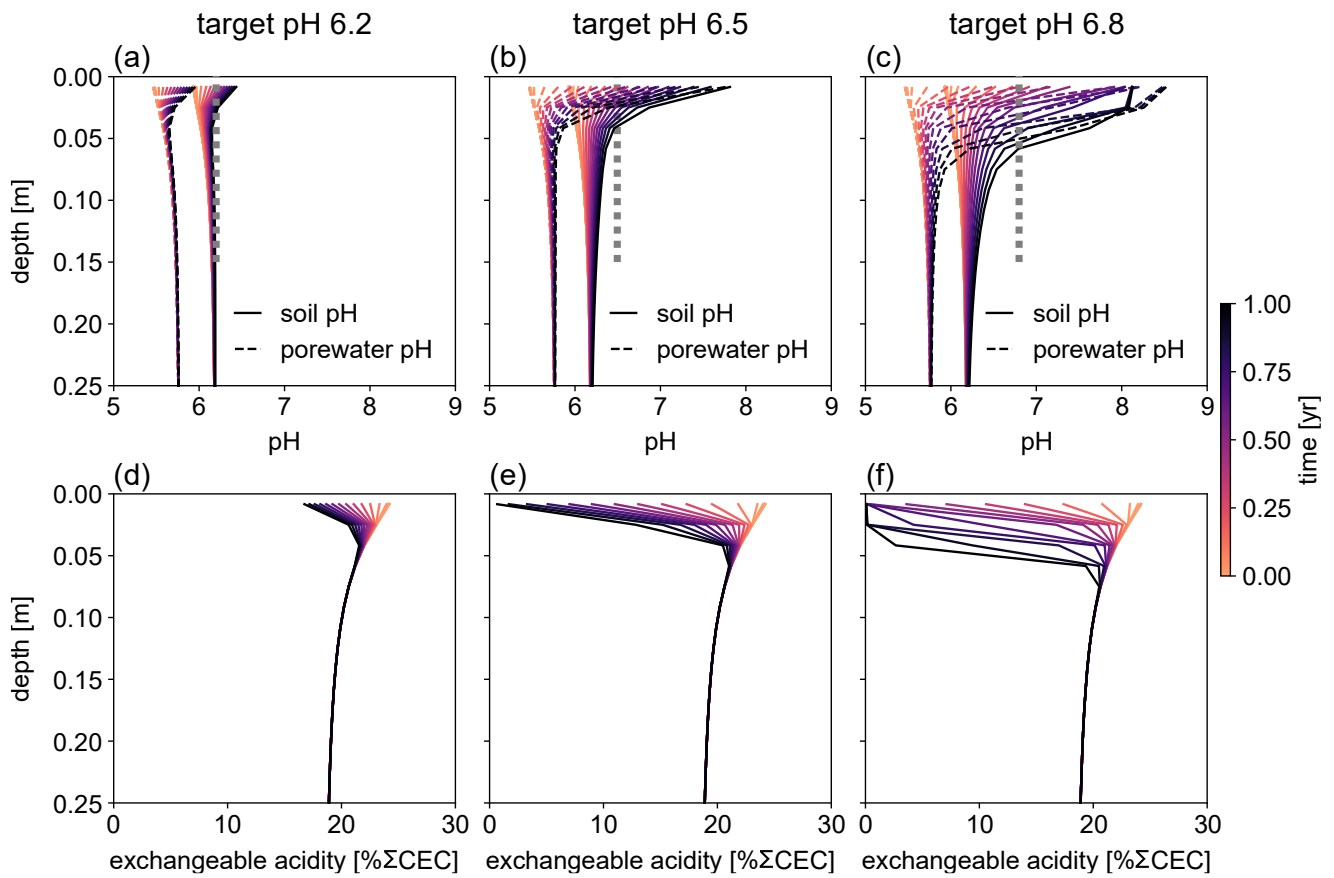 target pH 6.2
target pH 6.5
target pH 6.8
(a)
(b)
(c)
0.00
0.05
0.10
0.15
0.20
0.25
depth [m]
soil pH
porewater pH
soil pH
porewater pH
soil pH
porewater pH
5 6 7 8 9
5 6 7 8 9
5 6 7 8 9
pH
pH
pH
1.00
0.75
0.50
0.25
0.00
time [yr]
(d)
(e)
(f)
0.00
0.05
0.10
0.15
0.20
0.25
depth [m]
0 10 20 30
0 10 20 30
0 10 20 30
exchangeable acidity [%ΣCEC]
exchangeable acidity [%ΣCEC]
exchangeable acidity [%ΣCEC]